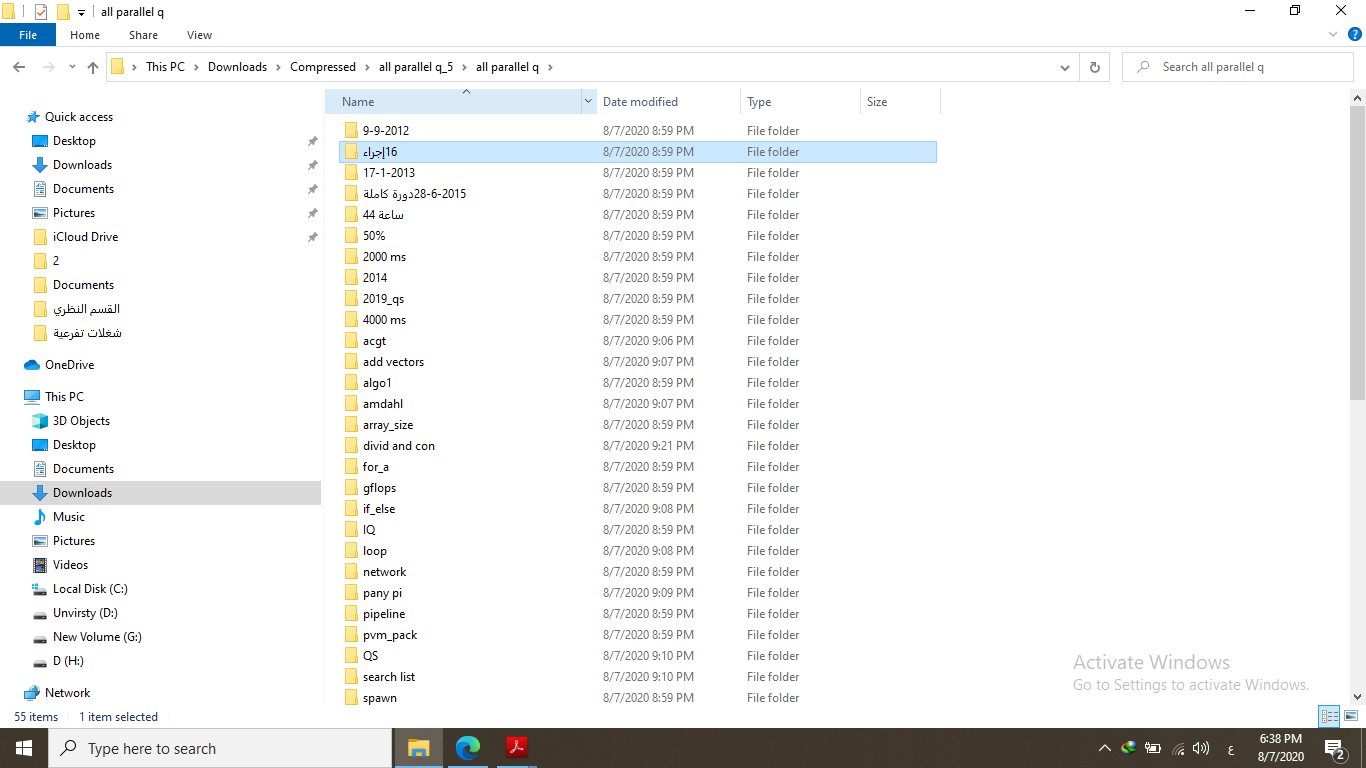 all parallel q
File Home Share View
This PC Downloads Compressed all parallel q_5 all parallel q
Search all parallel q
Name Date modified Type Size
Quick access
Desktop
Downloads
Documents
Pictures
iCloud Drive
2
Documents
القسم النظري
شغلات تفرعية
OneDrive
This PC
3D Objects
Desktop
Documents
Downloads
Music
Pictures
Videos
Local Disk (C:)
Unvirsty (D:)
New Volume (G:)
D (H:)
Network
9-9-2012 8/7/2020 8:59 PM File folder
16إجراء 8/7/2020 8:59 PM File folder
17-1-2013 8/7/2020 8:59 PM File folder
28-6-2015دورة كاملة 8/7/2020 8:59 PM File folder
44 ساعة 8/7/2020 8:59 PM File folder
50% 8/7/2020 8:59 PM File folder
2000 ms 8/7/2020 8:59 PM File folder
2014 8/7/2020 8:59 PM File folder
2019_qs 8/7/2020 8:59 PM File folder
4000 ms 8/7/2020 8:59 PM File folder
acgt 8/7/2020 9:06 PM File folder
add vectors 8/7/2020 9:07 PM File folder
algo1 8/7/2020 8:59 PM File folder
amdahl 8/7/2020 9:07 PM File folder
array_size 8/7/2020 8:59 PM File folder
divid and con 8/7/2020 9:21 PM File folder
for_a 8/7/2020 8:59 PM File folder
gflops 8/7/2020 8:59 PM File folder
if_else 8/7/2020 9:08 PM File folder
IQ 8/7/2020 8:59 PM File folder
loop 8/7/2020 9:08 PM File folder
network 8/7/2020 8:59 PM File folder
pany pi 8/7/2020 9:09 PM File folder
pipeline 8/7/2020 8:59 PM File folder
pvm_pack 8/7/2020 8:59 PM File folder
QS 8/7/2020 9:10 PM File folder
search list 8/7/2020 9:10 PM File folder
spawn 8/7/2020 8:59 PM File folder
Activate Windows
Go to Settings to activate Windows.
55 items 1 item selected
Type here to search
ع
6:38 PM
8/7/2020
2